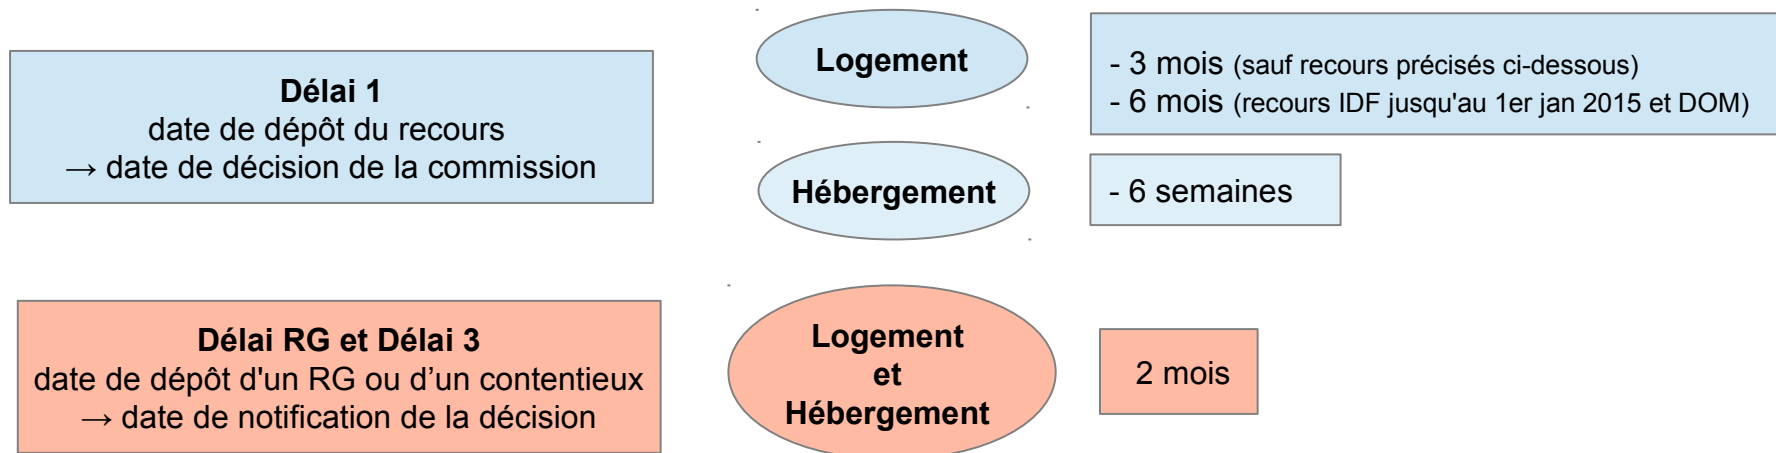 Délai 1
date de dépôt du recours
→ date de décision de la commission
Logement
- 3 mois (sauf recours précisés ci-dessous)
- 6 mois (recours IDF jusqu'au 1er jan 2015 et DOM)
Hébergement
- 6 semaines
Délai RG et Délai 3
date de dépôt d'un RG ou d’un contentieux
→ date de notification de la décision
Logement
et
Hébergement
2 mois